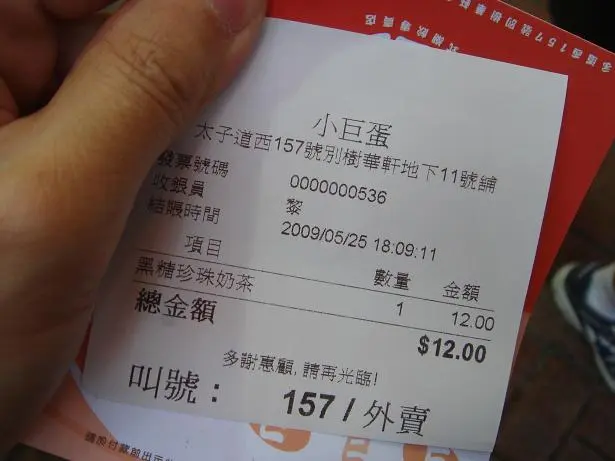 小巨蛋
太子道西157號別樹華軒地下11號舖
發票號碼 0000000536
收銀員 黎
結賬時間 2009/05/25 18:09:11
項目 數量 金額
黑糖珍珠奶茶 1 12.00
總金額 $12.00
多謝惠顧,請再光臨!
叫號： 157 / 外賣